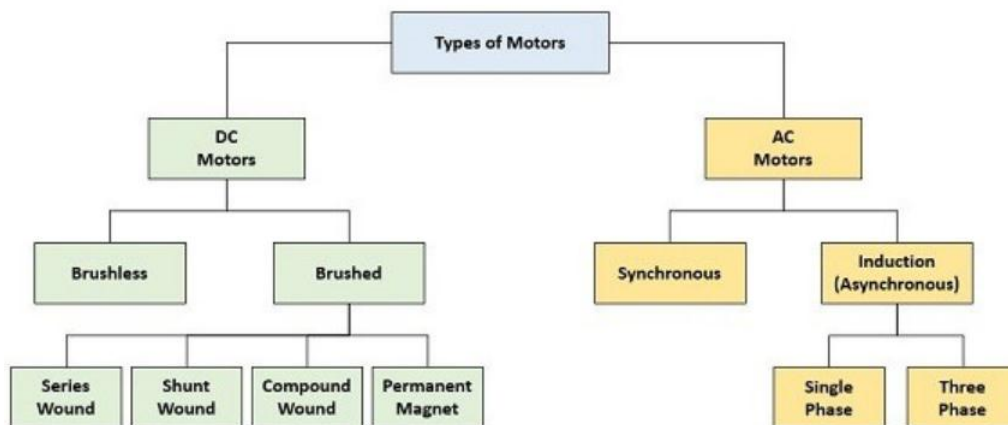 Types of Motors
DC
Motors
AC
Motors
Brushless
Brushed
Synchronous
Induction
(Asynchronous)
Series
Wound
Shunt
Wound
Compound
Wound
Permanent
Magnet
Single
Phase
Three
Phase